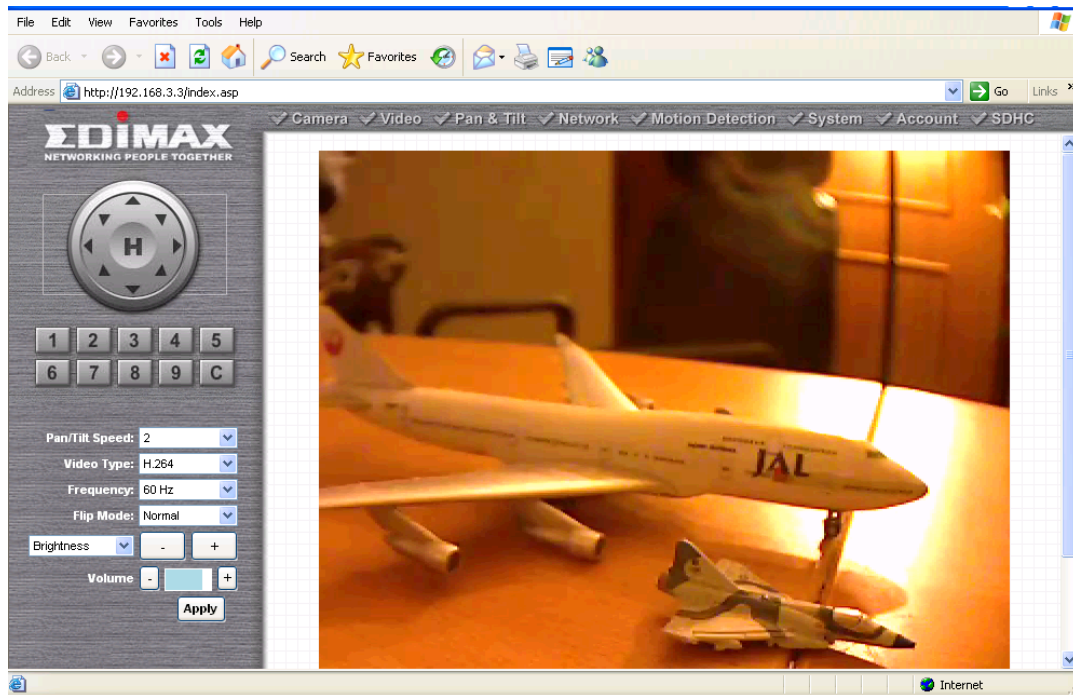 File Edit View Favorites Tools Help
Back Search Favorites
Address http://192.168.3.3/index.asp Go Links »
EDIMAX
NETWORKING PEOPLE TOGETHER
Camera Video Pan & Tilt Network Motion Detection System Account SDHC
H
1 2 3 4 5
6 7 8 9 C
Pan/Tilt Speed: 2
Video Type: H.264
Frequency: 60 Hz
Flip Mode: Normal
Brightness - +
Volume - +
Apply
JAL
Internet